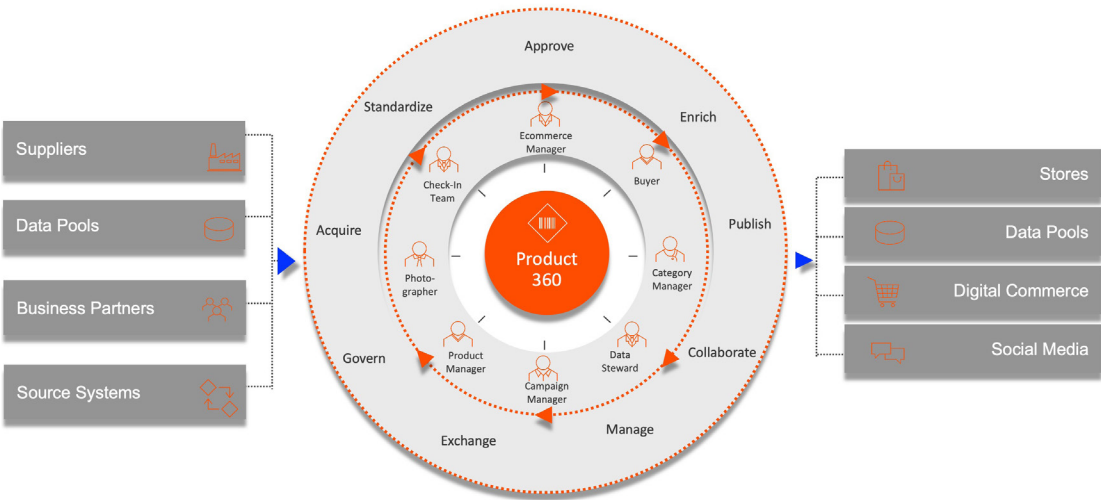 Suppliers
Data Pools
Business Partners
Source Systems
Approve
Standardize
Enrich
Acquire
Publish
Govern
Collaborate
Exchange
Manage
Ecommerce
Manager
Check-In
Team
Buyer
Photo-
grapher
Category
Manager
Product
Manager
Data
Steward
Campaign
Manager
Product
360
Stores
Data Pools
Digital Commerce
Social Media